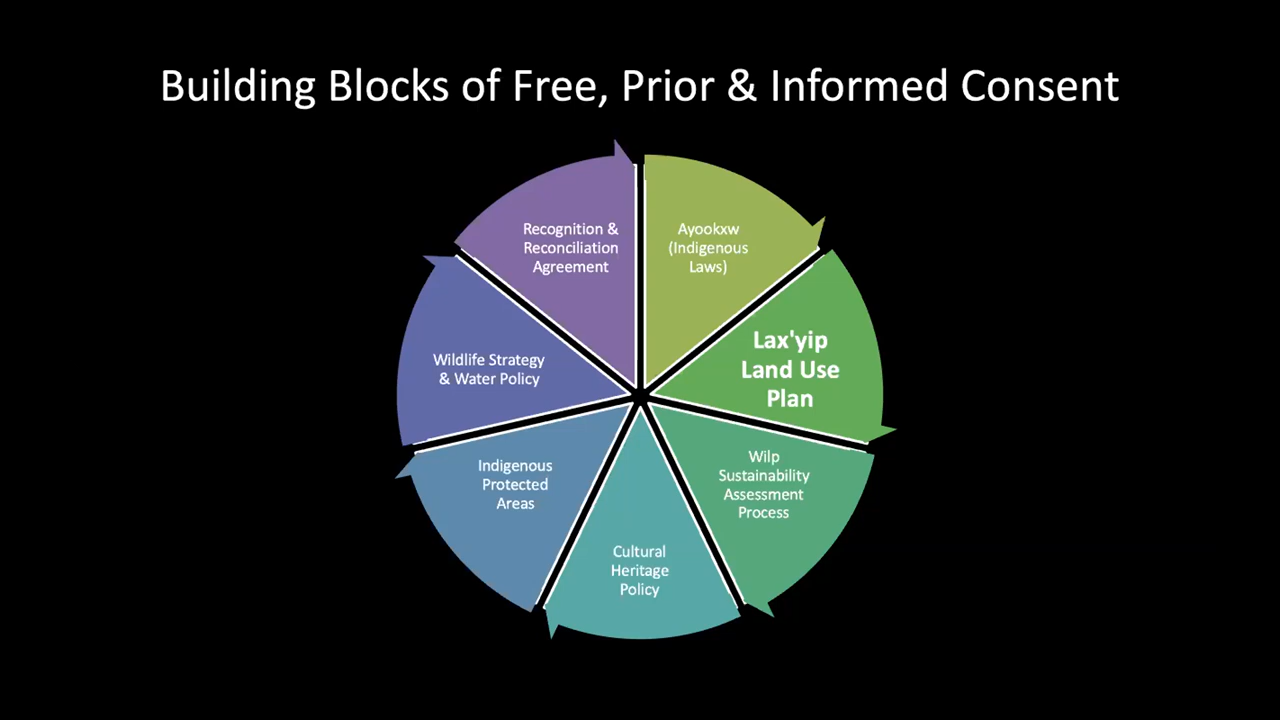 Building Blocks of Free, Prior & Informed Consent
Recognition &
Reconciliation
Agreement
Ayookxw
(Indigenous
Laws)
Lax'yip
Land Use
Plan
Wilp
Sustainability
Assessment
Process
Cultural
Heritage
Policy
Indigenous
Protected
Areas
Wildlife Strategy
& Water Policy